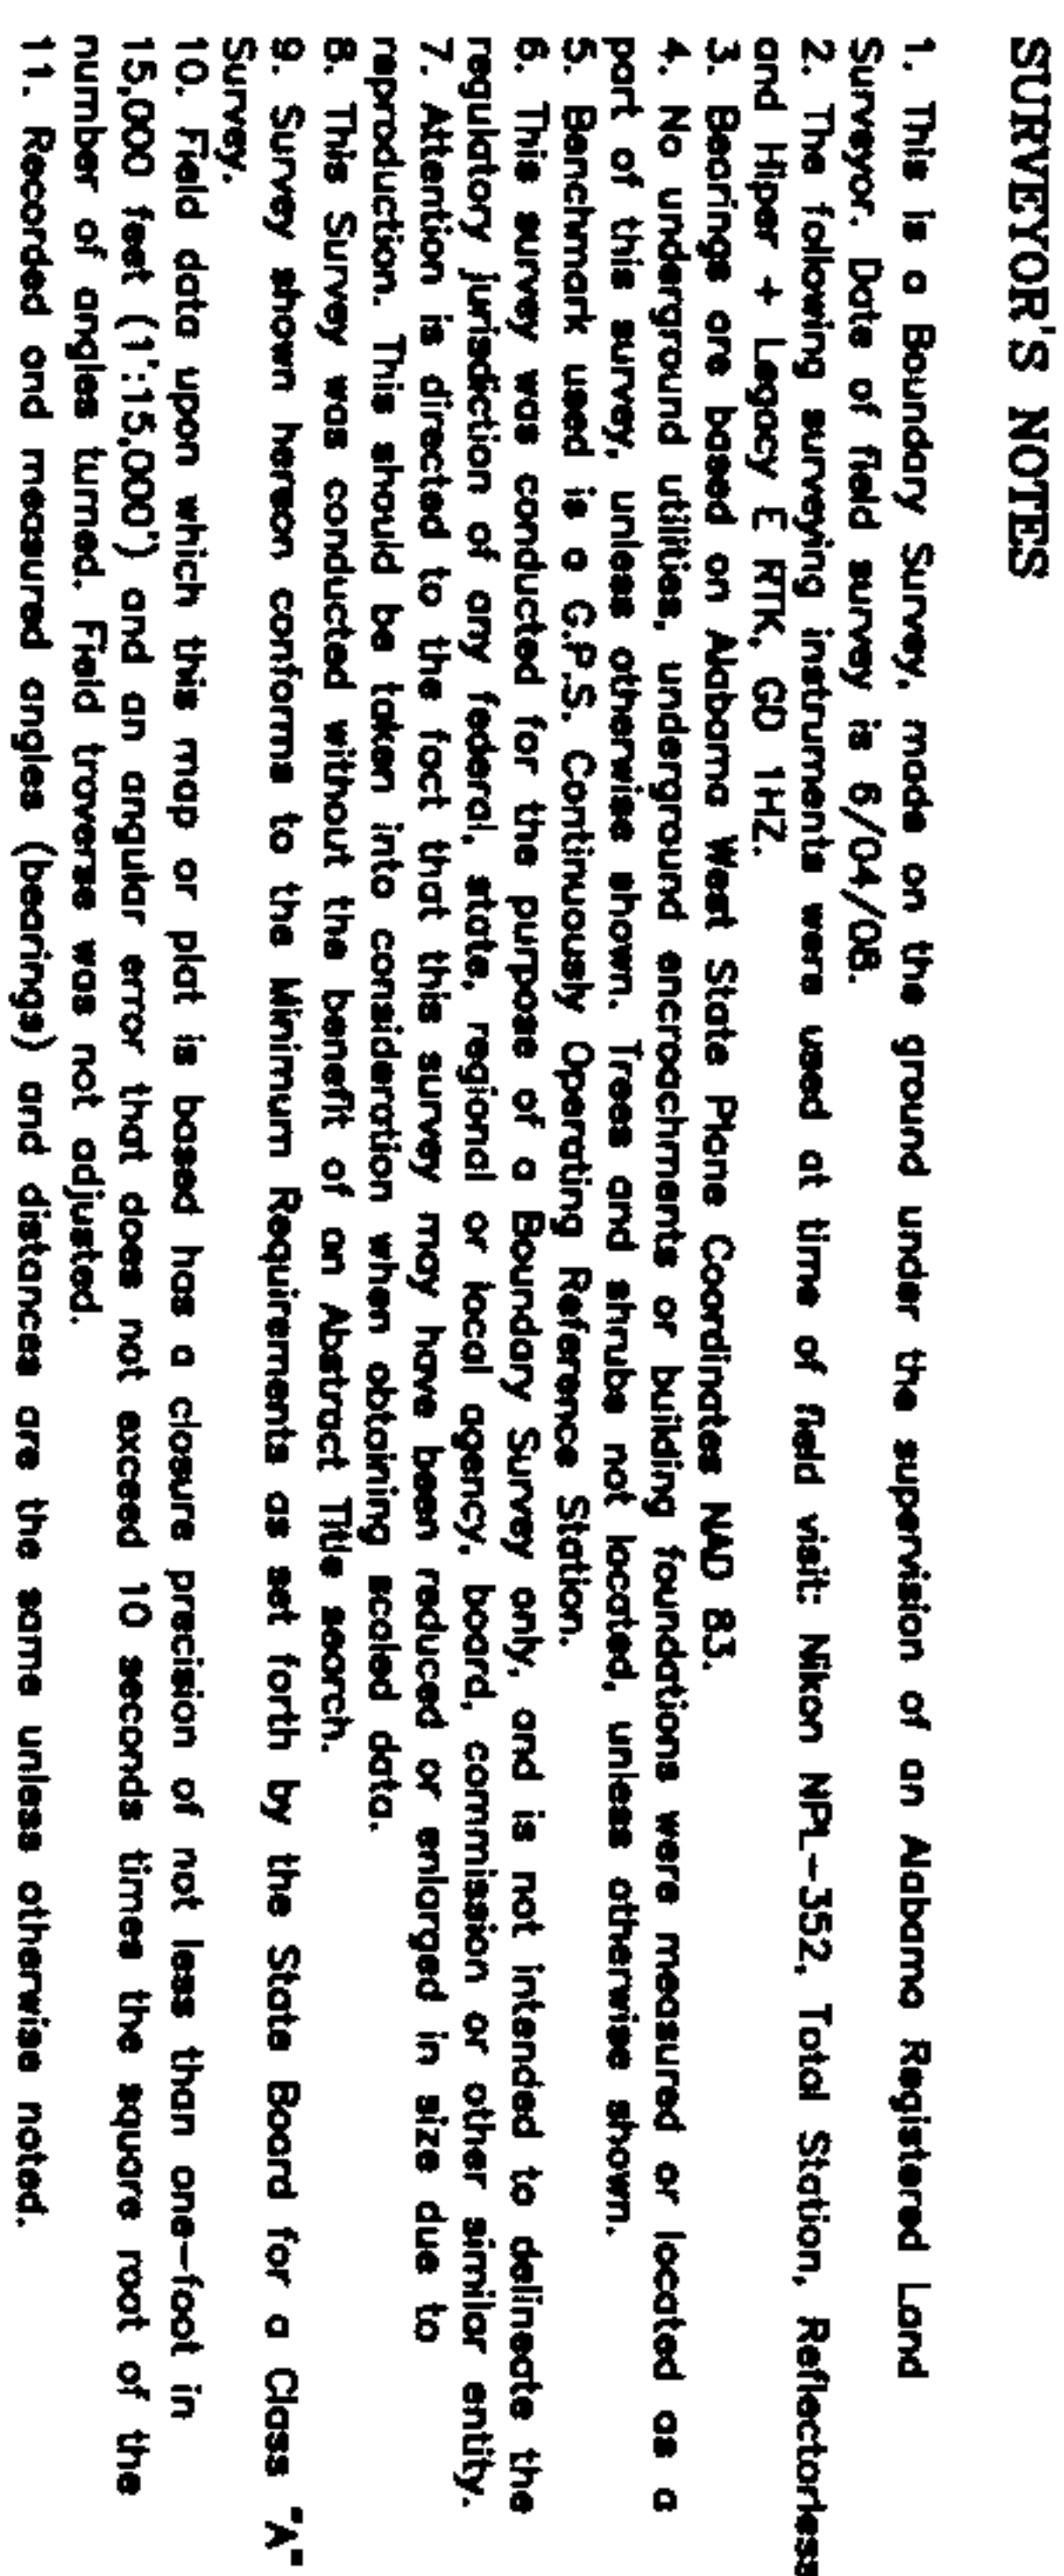 SURVEYOR'S NOTES
1. This is a Boundary Survey, made on the ground under the supervision of an Alabama Registered Land
Surveyor. Date of field survey is 6/04/08.
2. The following surveying instruments were used at time of field visit: Nikon NPL-352, Total Station, Reflectorless
and Hiper + Legacy E RTK, GD 1HZ.
3. Bearings are based on Alabama West State Plane Coordinates NAD 83.
4. No underground utilities, underground encroachments or building foundations were measured or located as a
part of this survey, unless otherwise shown. Trees and shrubs not located, unless otherwise shown.
5. Benchmark used is a G.P.S. Continuously Operating Reference Station.
6. This survey was conducted for the purpose of a Boundary Survey only, and is not intended to delineate the
regulatory jurisdiction of any federal, state, regional or local agency, board, commission or other similar entity.
7. Attention is directed to the fact that this survey may have been reduced or enlarged in size due to
reproduction. This should be taken into consideration when obtaining scaled data.
8. This Survey was conducted without the benefit of an Abstract Title search.
9. Survey shown hereon conforms to the Minimum Requirements as set forth by the State Board for a Class "A"
Survey.
10. Field data upon which this map or plat is based has a closure precision of not less than one-foot in
15,000 feet (1':15,000') and an angular error that does not exceed 10 seconds times the square root of the
number of angles turned. Field traverse was not adjusted.
11. Recorded and measured angles (bearings) and distances are the same unless otherwise noted.